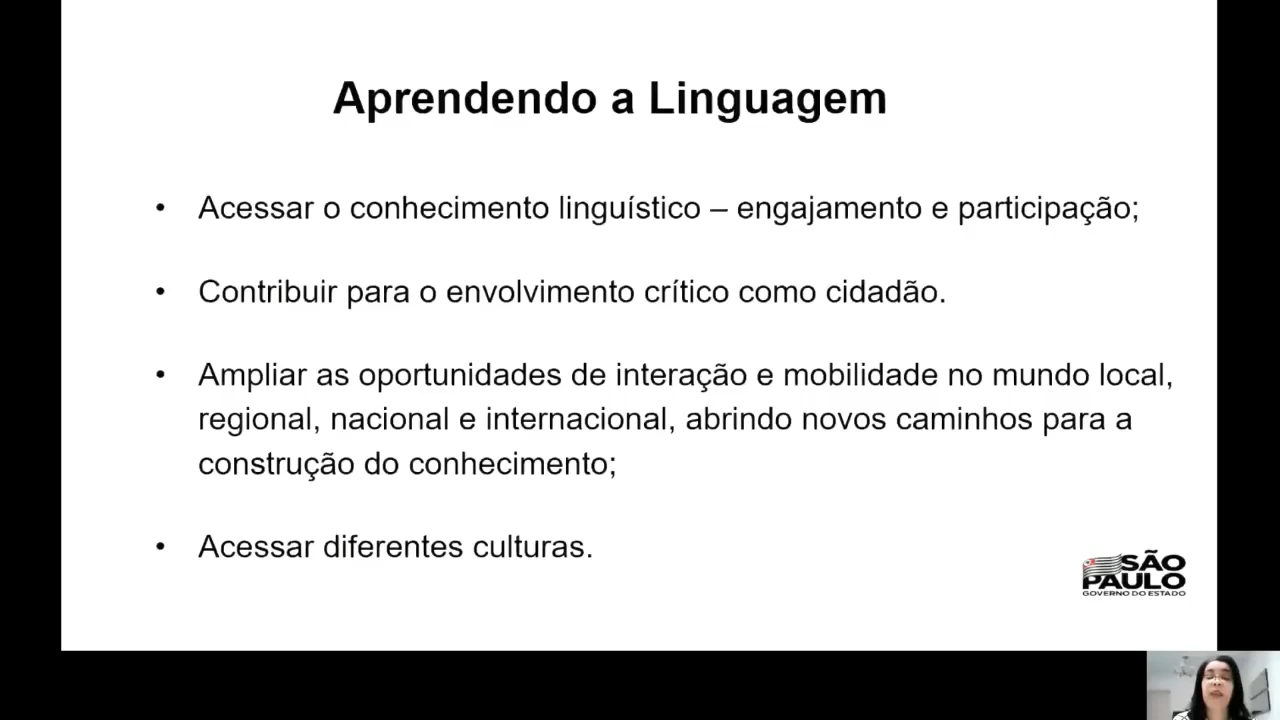 Aprendendo a Linguagem
• Acessar o conhecimento linguístico – engajamento e participação;
• Contribuir para o envolvimento crítico como cidadão.
• Ampliar as oportunidades de interação e mobilidade no mundo local,
regional, nacional e internacional, abrindo novos caminhos para a
construção do conhecimento;
• Acessar diferentes culturas.
SÃO
PAULO
GOVERNO DO ESTADO